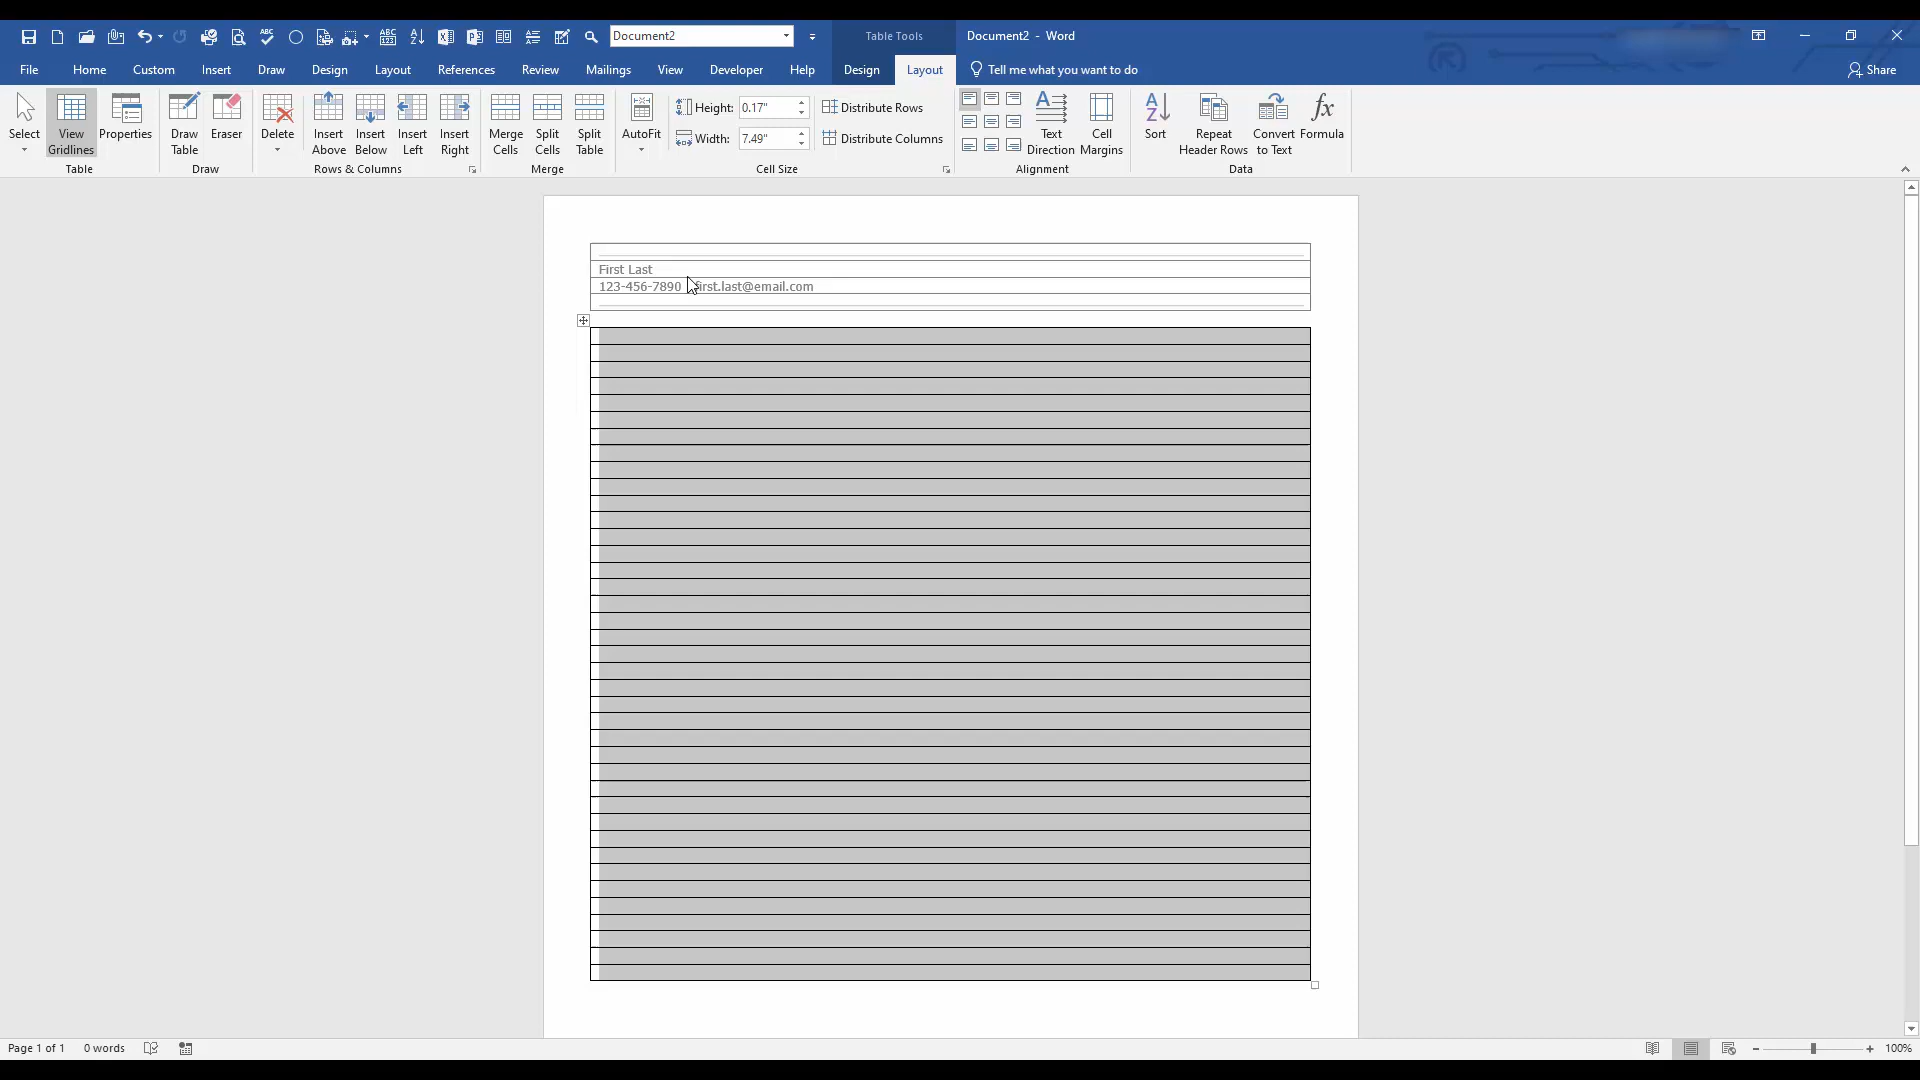 Document2
Table Tools
Document2 - Word
File
Home
Custom
Insert
Draw
Design
Layout
References
Review
Mailings
View
Developer
Help
Design
Layout
Tell me what you want to do
Share
Select
View
Gridlines
Properties
Draw
Table
Eraser
Delete
Insert
Above
Insert
Below
Insert
Left
Insert
Right
Merge
Cells
Split
Cells
Split
Table
AutoFit
Height: 0.17"
Width: 7.49"
Distribute Rows
Distribute Columns
Text
Direction
Cell
Margins
Sort
Repeat
Header Rows
Convert
to Text
Formula
Table
Draw
Rows & Columns
Merge
Cell Size
Alignment
Data
First Last
123-456-7890 first.last@email.com
Page 1 of 1
0 words
100%